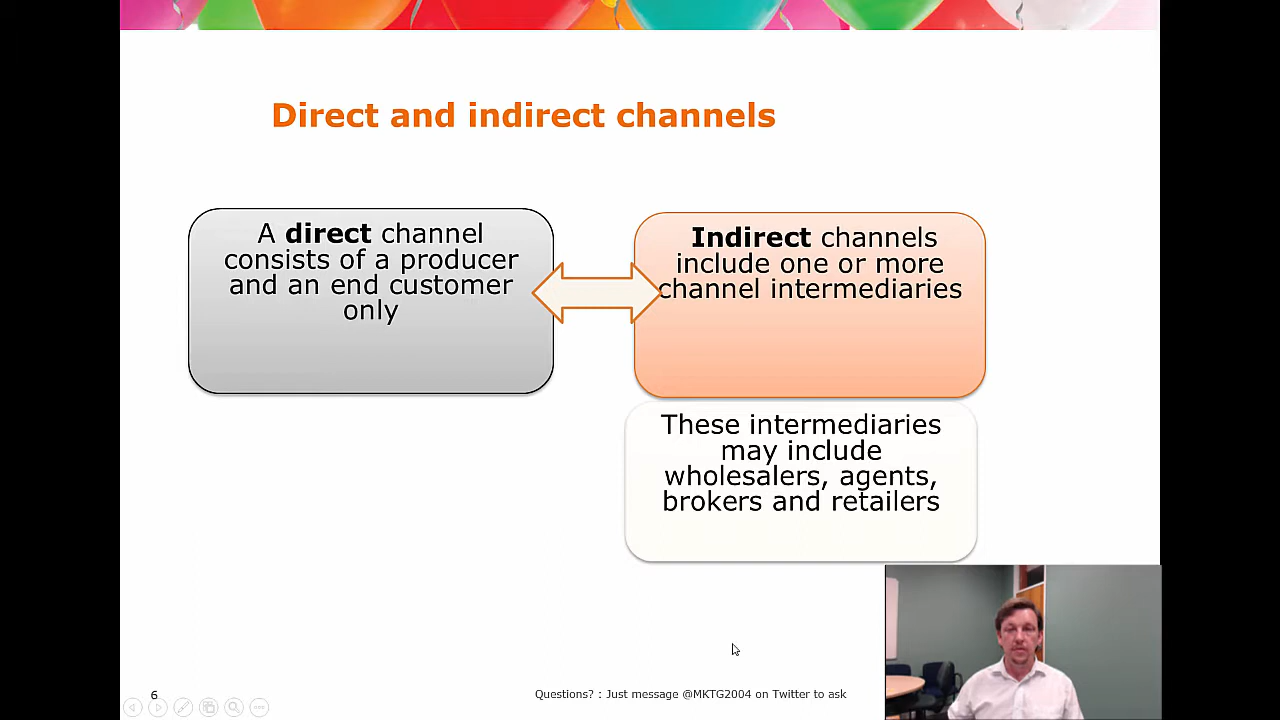 Direct and indirect channels
A direct channel
consists of a producer
and an end customer
only
Indirect channels
include one or more
channel intermediaries
These intermediaries
may include
wholesalers, agents,
brokers and retailers
6
Questions? : Just message @MKTG2004 on Twitter to ask